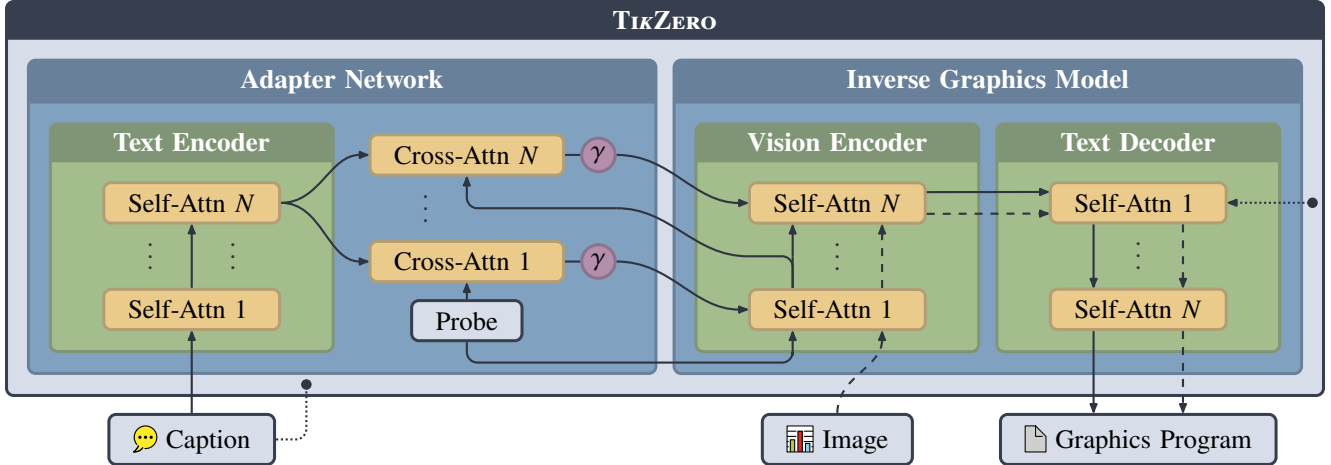 TIKZERO
Adapter Network
Inverse Graphics Model
Text Encoder
Self-Attn N
Self-Attn 1
Cross-Attn N
γ
Cross-Attn 1
γ
Probe
Vision Encoder
Self-Attn N
Self-Attn 1
Text Decoder
Self-Attn 1
Self-Attn N
Caption
Image
Graphics Program